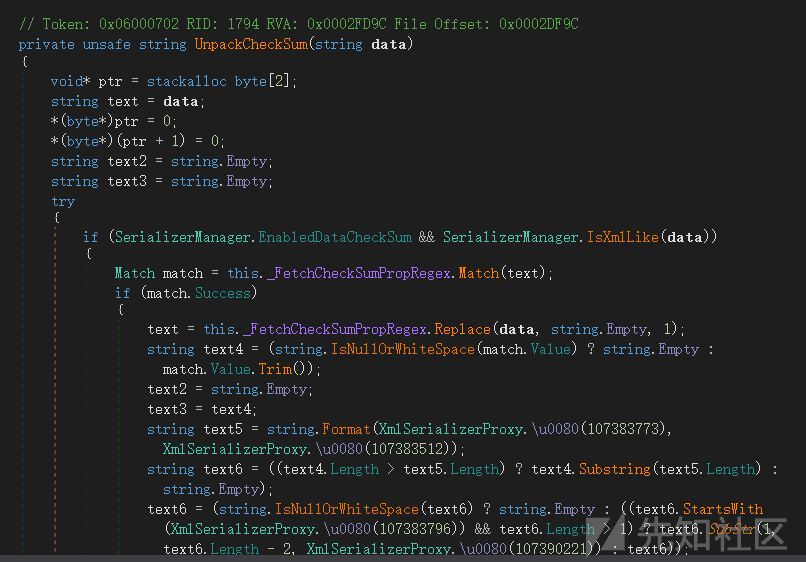 // Token: 0x06000702 RID: 1794 RVA: 0x0002FD9C File Offset: 0x0002DF9C
private unsafe string UnpackCheckSum(string data)
{
void* ptr = stackalloc byte[2];
string text = data;
*(byte*)ptr = 0;
*(byte*)(ptr + 1) = 0;
string text2 = string.Empty;
string text3 = string.Empty;
try
{
if (SerializerManager.EnabledDataCheckSum && SerializerManager.IsXmlLike(data))
{
Match match = this._FetchCheckSumPropRegex.Match(text);
if (match.Success)
{
text = this._FetchCheckSumPropRegex.Replace(data, string.Empty, 1);
string text4 = (string.IsNullOrWhiteSpace(match.Value) ? string.Empty :
match.Value.Trim());
text2 = string.Empty;
text3 = text4;
string text5 = string.Format(XmlSerializerProxy.\u0080(107383773),
XmlSerializerProxy.\u0080(107383512));
string text6 = ((text4.Length > text5.Length) ? text4.Substring(text5.Length) :
string.Empty);
text6 = (string.IsNullOrWhiteSpace(text6) ? string.Empty : ((text6.StartsWith
(XmlSerializerProxy.\u0080(107383796)) && text6.Length > 1) ? text6.SubStr(1,
text6.Length - 2, XmlSerializerProxy.\u0080(107390221)) : text6));
先知社区